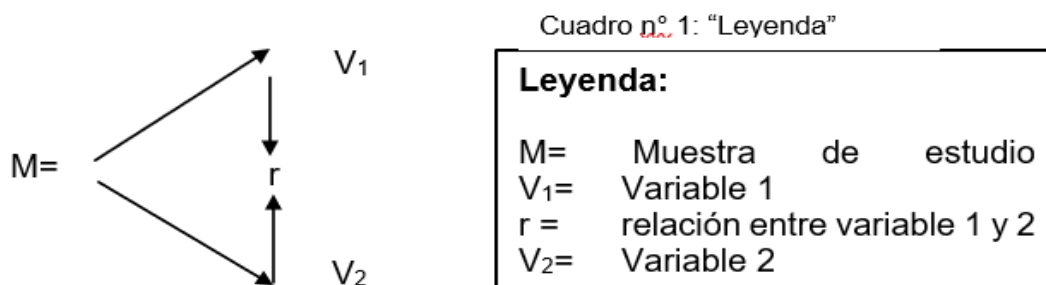 Cuadro n° 1: “Leyenda”
V₁
M=
r
V₂
Leyenda:
M= Muestra de estudio
V₁= Variable 1
r = relación entre variable 1 y 2
V₂= Variable 2